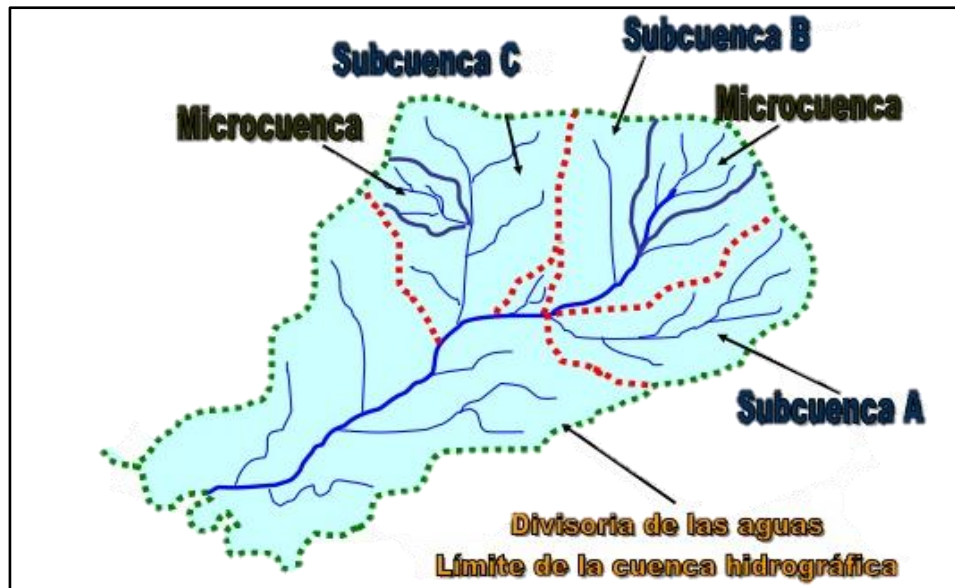 Subcuenca B
Subcuenca C
Microcuenca
Microcuenca
Subcuenca A
Divisoria de las aguas
Límite de la cuenca hidrográfica